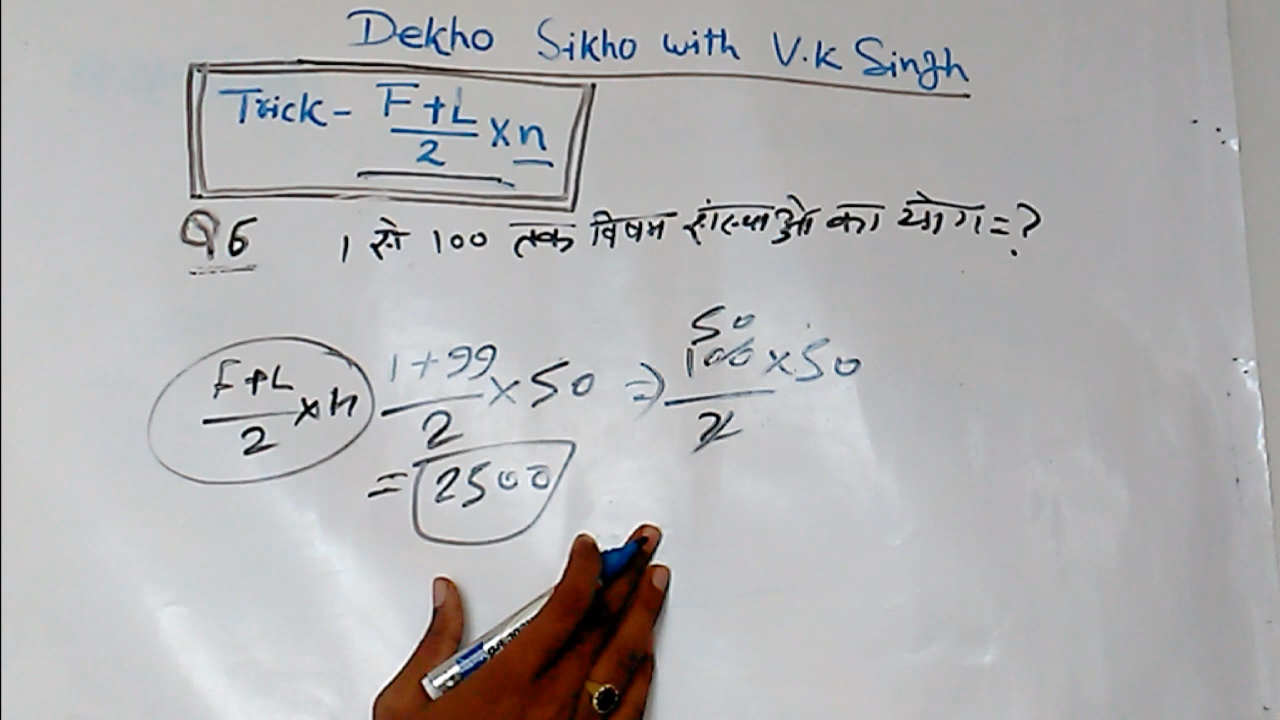 Dekho Sikho with V.K Singh
Trick - F+L/2 × n
Q6 1 से 100 तक विषम संख्याओ का योग = ?
F+L/2 × n 1+99/2 × 50 ⇒ 50 100/2 × 50
= 2500